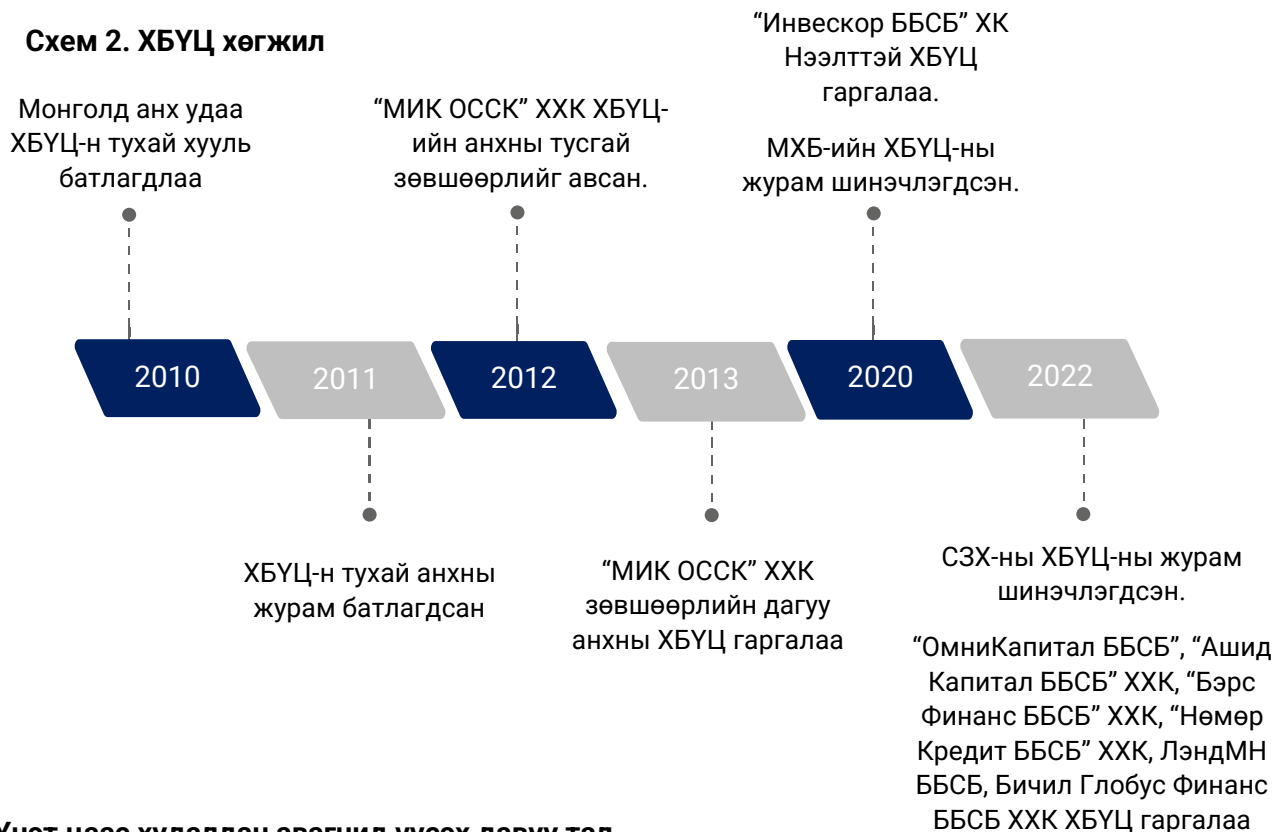 Схем 2. ХБҮЦ хөгжил
Монголд анх удаа
ХБҮЦ-н тухай хууль
батлагдлаа
“МИК ОССК” ХХК ХБҮЦ-
ийн анхны тусгай
зөвшөөрлийг авсан.
“Инвескор ББСБ” ХК
Нээлттэй ХБҮЦ
гаргалаа.
МХБ-ийн ХБҮЦ-ны
журам шинэчлэгдсэн.
2010
2011
2012
2013
2020
2022
ХБҮЦ-н тухай анхны
журам батлагдсан
“МИК ОССК” ХХК
зөвшөөрлийн дагуу
анхны ХБҮЦ гаргалаа
СЗХ-ны ХБҮЦ-ны журам
шинэчлэгдсэн.
“ОмниКапитал ББСБ”, “Ашид
Капитал ББСБ” ХХК, “Бэрс
Финанс ББСБ” ХХК, “Нөмөр
Кредит ББСБ” ХХК, ЛэндМН
ББСБ, Бичил Глобус Финанс
ББСБ ХХК ХБҮЦ гаргалаа